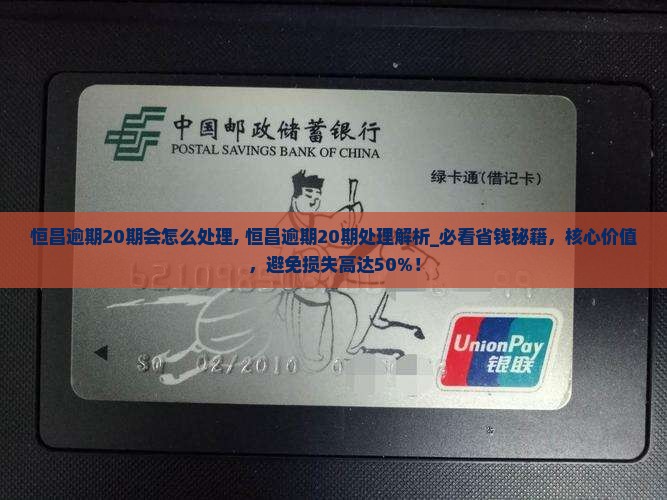 中国邮政储蓄银行
POSTAL SAVINGS BANK OF CHINA
绿卡通(借记卡)
恒昌逾期20期会怎么处理, 恒昌逾期20期处理解析_必看省钱秘籍，核心价值
，避免损失高达50%！
UnionPay
银联
02/2010